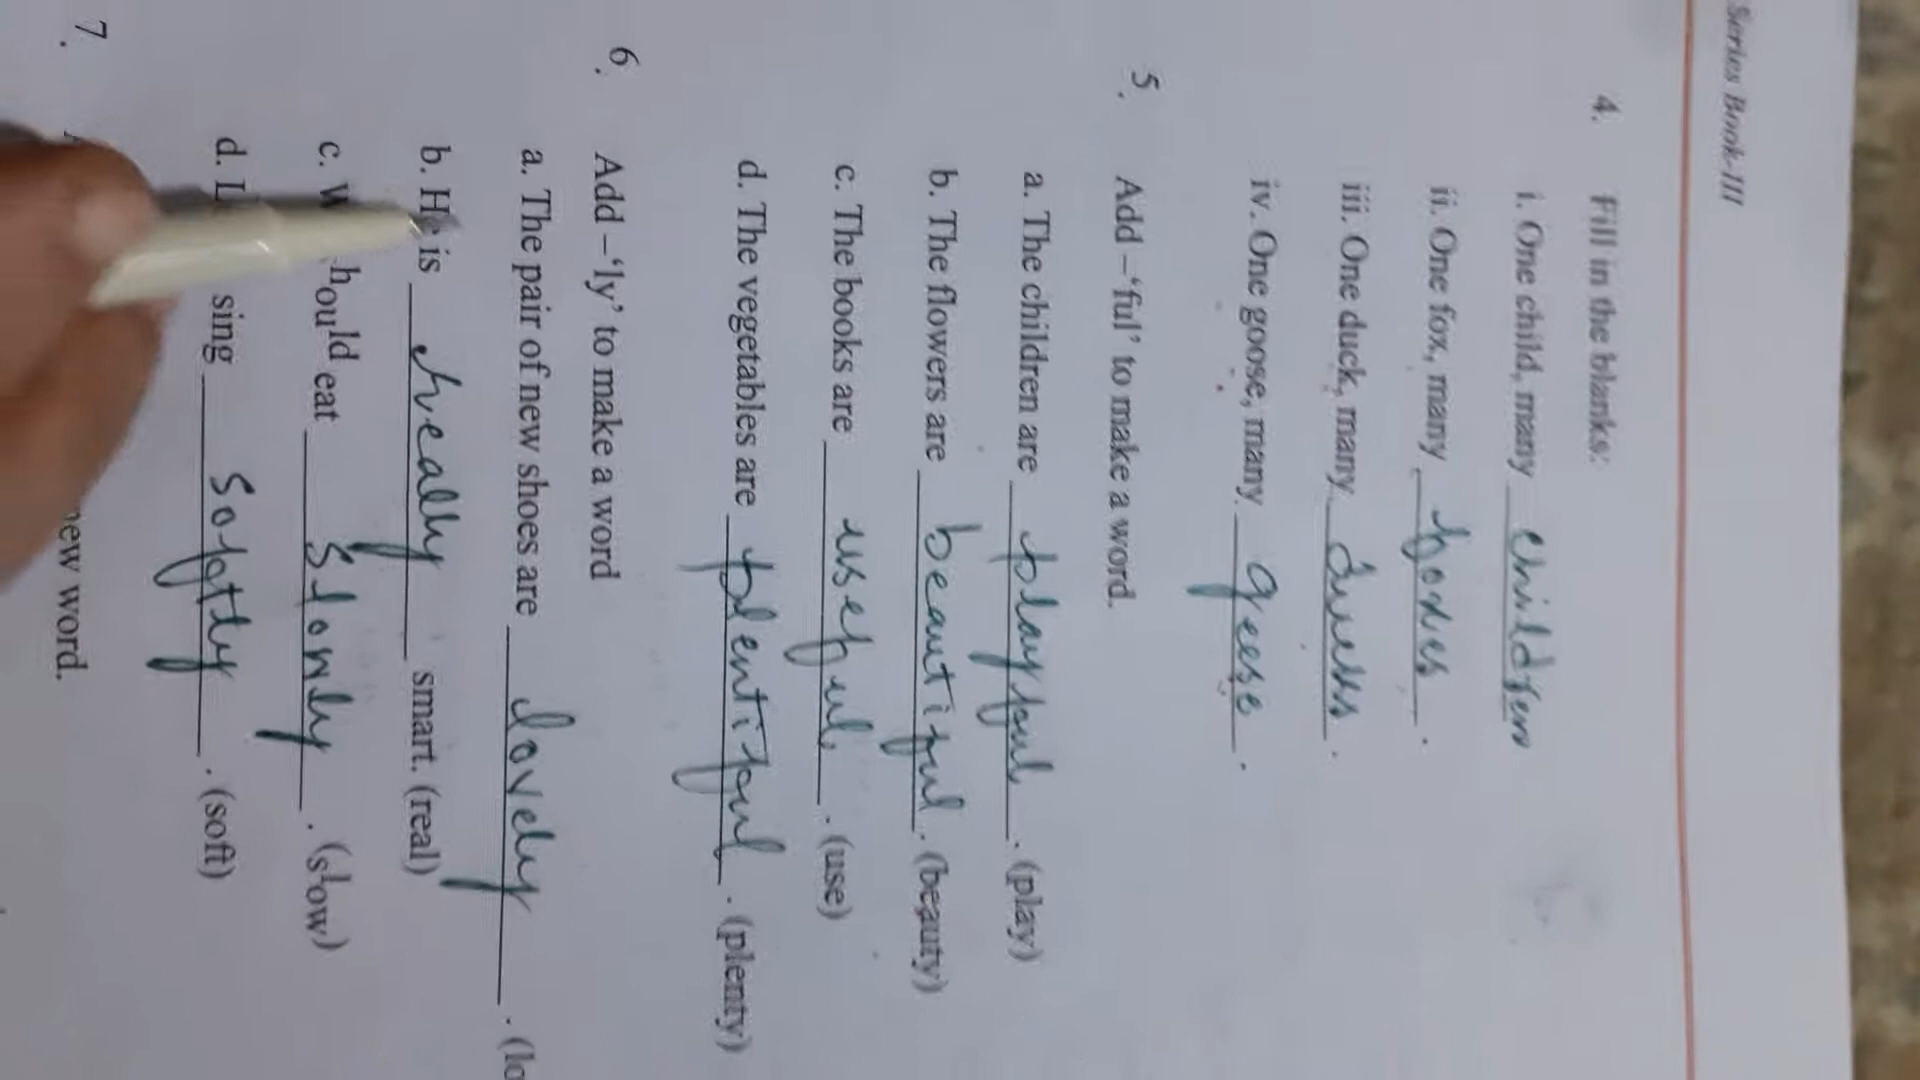 Series Book-III
4. Fill in the blanks:
i. One child, many children
ii. One fox, many foxes.
iii. One duck, many ducks.
iv. One goose, many geese.
5. Add -'ful' to make a word.
a. The children are playful. (play)
b. The flowers are beautiful. (beauty)
c. The books are useful. (use)
d. The vegetables are plentiful. (plenty)
6. Add -'ly' to make a word
a. The pair of new shoes are lovely. (lo
b. He is really smart. (real)
c. hould eat slowly. (slow)
d. sing softly. (soft)
7. new word.